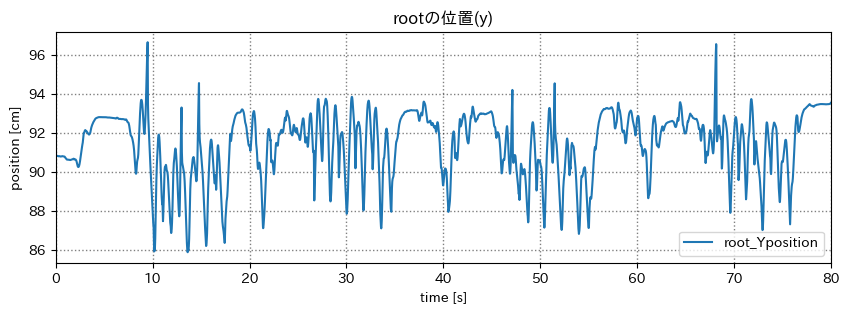 rootの位置(y)
position [cm]
96
94
92
90
88
86
root_Yposition
0 10 20 30 40 50 60 70 80
time [s]